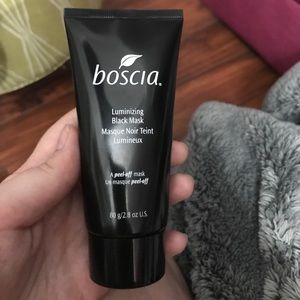 boscia®
Luminizing
Black Mask
Masque Noir Teint
Lumineux
A peel-off mask
Un masque peel-off
80 g/2.8 oz U.S.